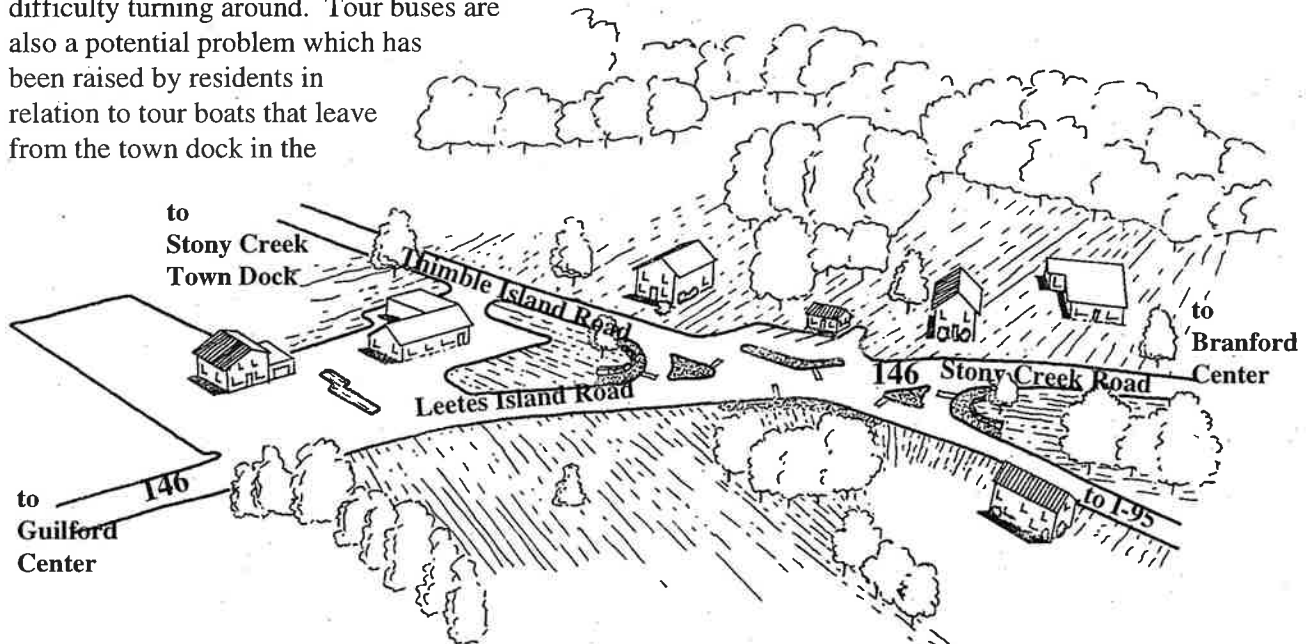 difficulty turning around. Tour buses are
also a potential problem which has
been raised by residents in
relation to tour boats that leave
from the town dock in the
to
Stony Creek
Town Dock
Thimble Island Road
to
Branford
Center
146 Stony Creek Road
Leetes Island Road
146
to I-95
to
Guilford
Center